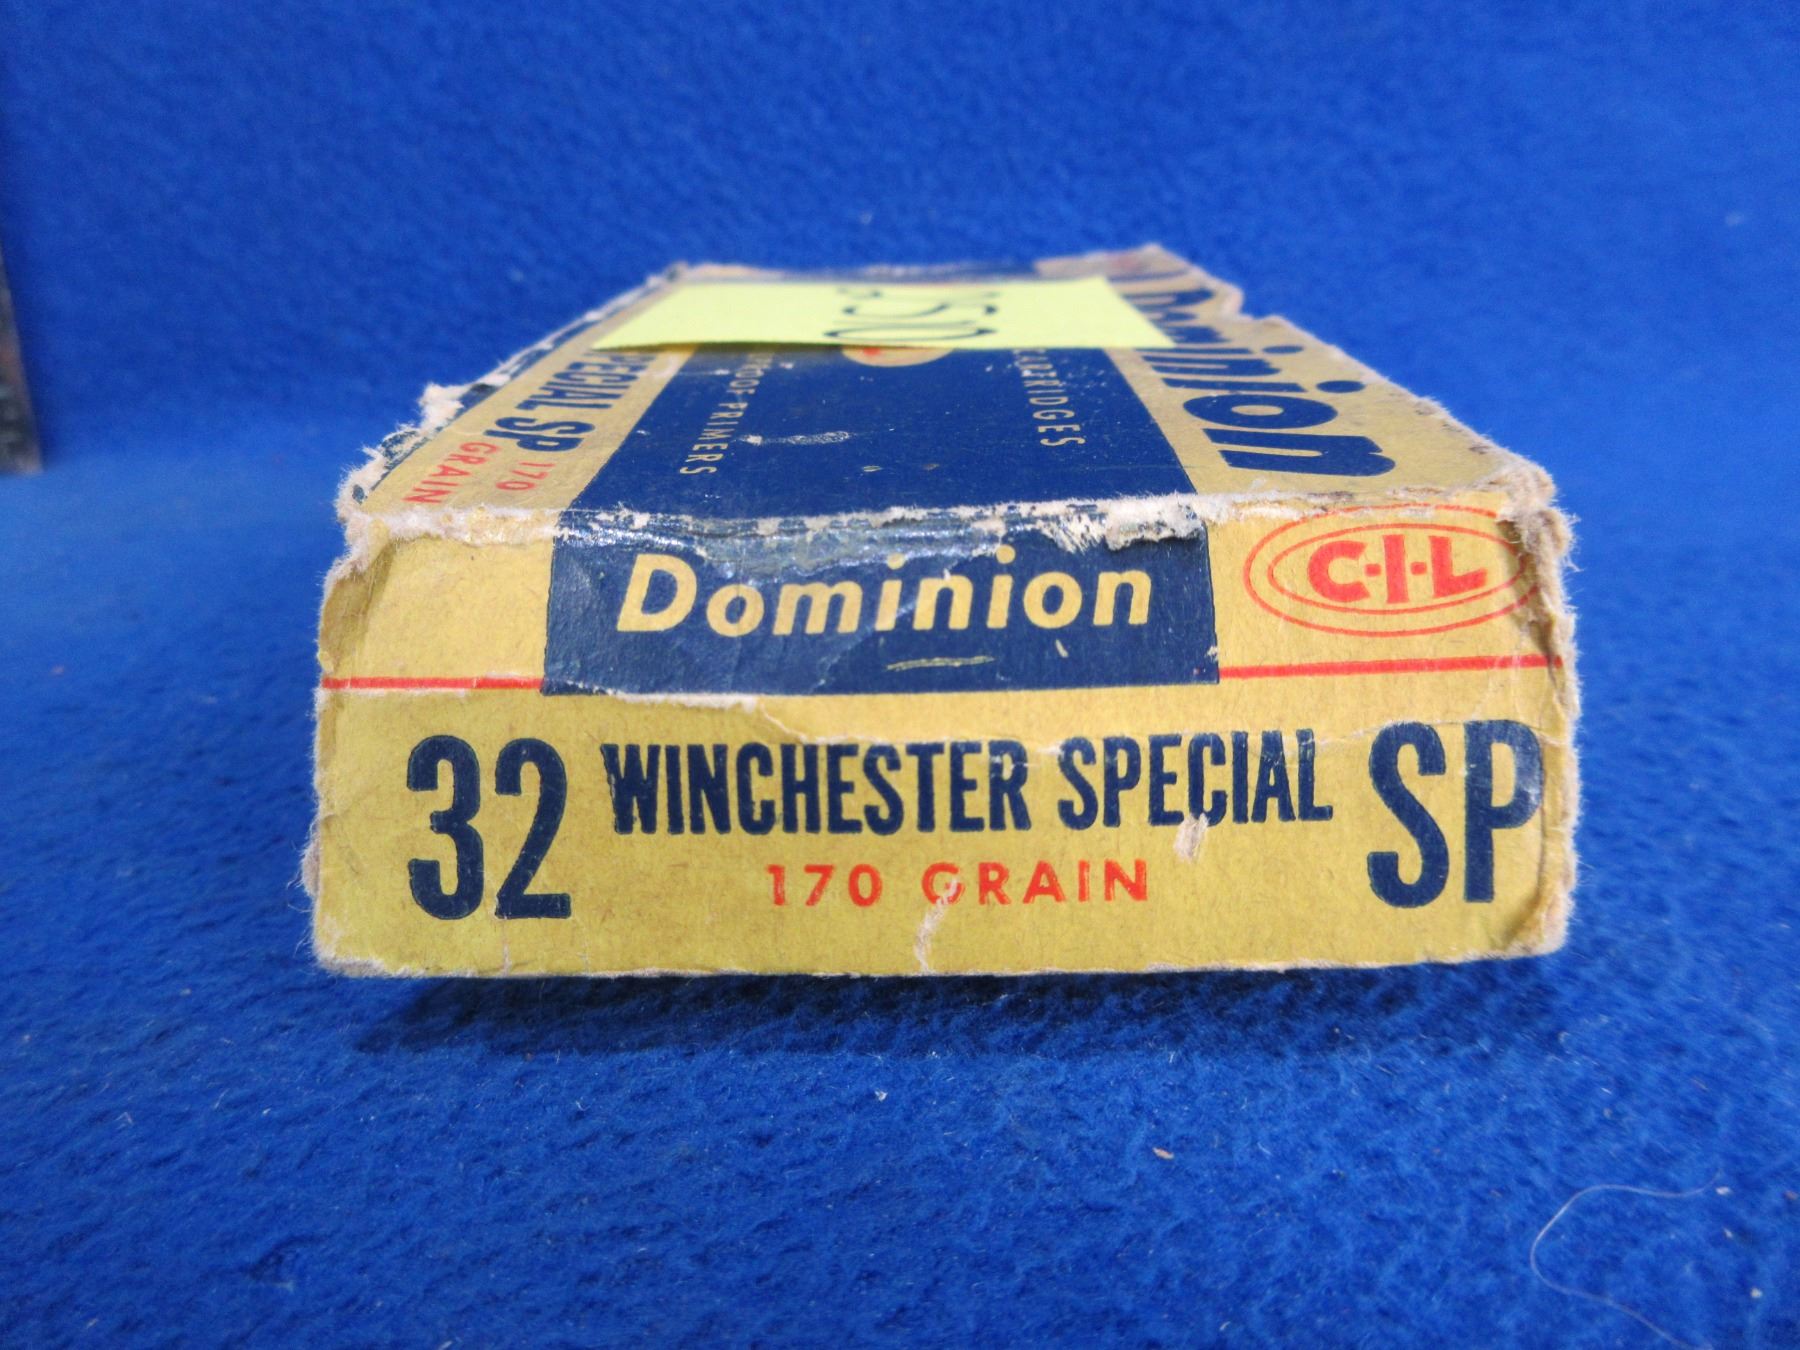 Dominion
CARTRIDGES
PRIMERS
SPECIAL SP 170 GRAIN
Dominion
C-I-L
32 WINCHESTER SPECIAL SP
170 GRAIN